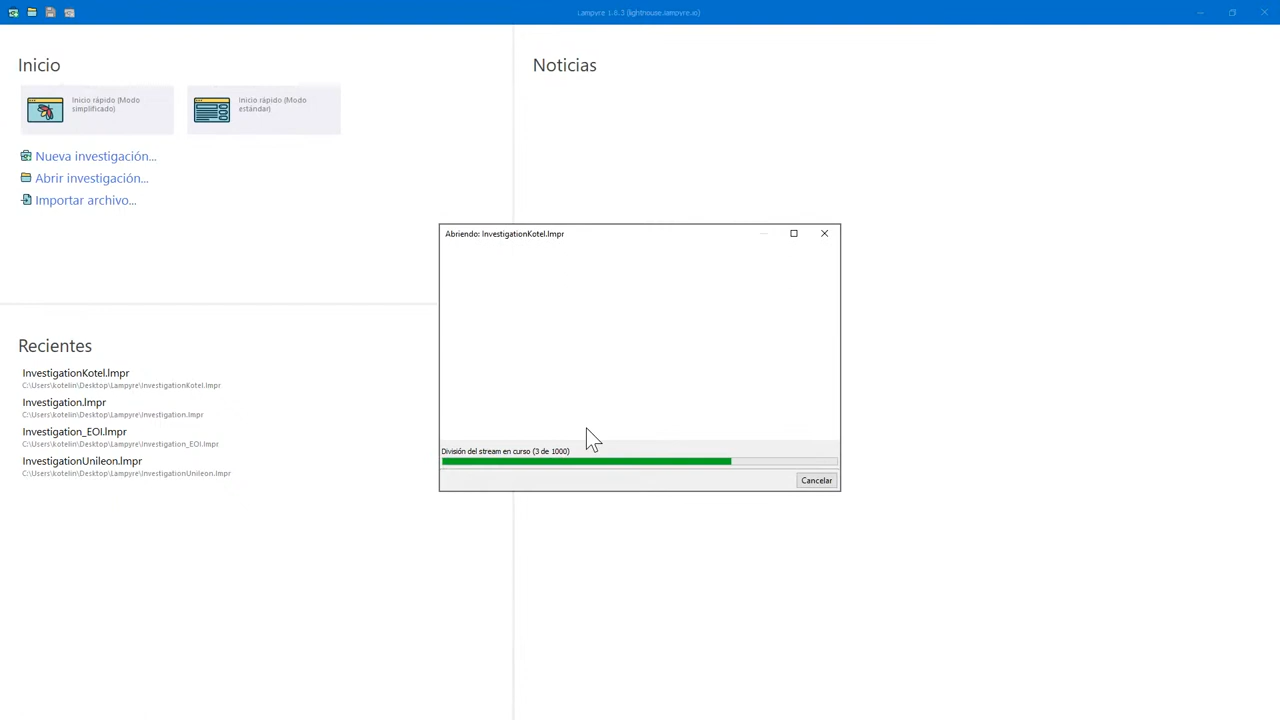 Lampyre 1.8.3 (lighthouse.lampyre.io)
Inicio
Inicio rápido (Modo
simplificado)
Inicio rápido (Modo
estándar)
Nueva investigación...
Abrir investigación...
Importar archivo...
Noticias
Abriendo: InvestigationKotel.lmpr
División del stream en curso (3 de 1000)
Cancelar
Recientes
InvestigationKotel.lmpr
C:\Users\kotelin\Desktop\Lampyre\InvestigationKotel.lmpr
Investigation.lmpr
C:\Users\kotelin\Desktop\Lampyre\Investigation.lmpr
Investigation_EOI.lmpr
C:\Users\kotelin\Desktop\Lampyre\Investigation_EOI.lmpr
InvestigationUnileon.lmpr
C:\Users\kotelin\Desktop\Lampyre\InvestigationUnileon.lmpr